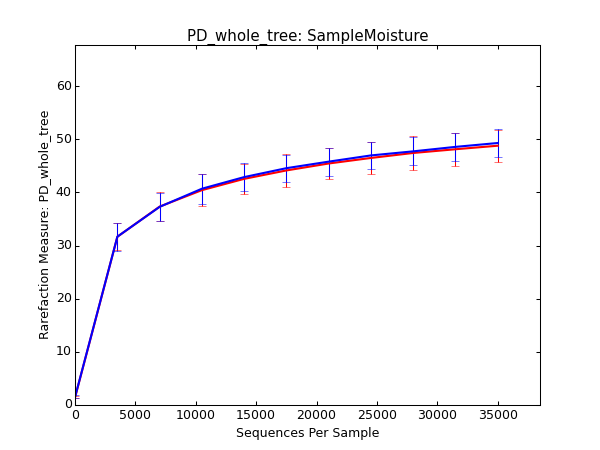 PD_whole_tree: SampleMoisture
Rarefaction Measure: PD_whole_tree
60
50
40
30
20
10
0
0 5000 10000 15000 20000 25000 30000 35000
Sequences Per Sample